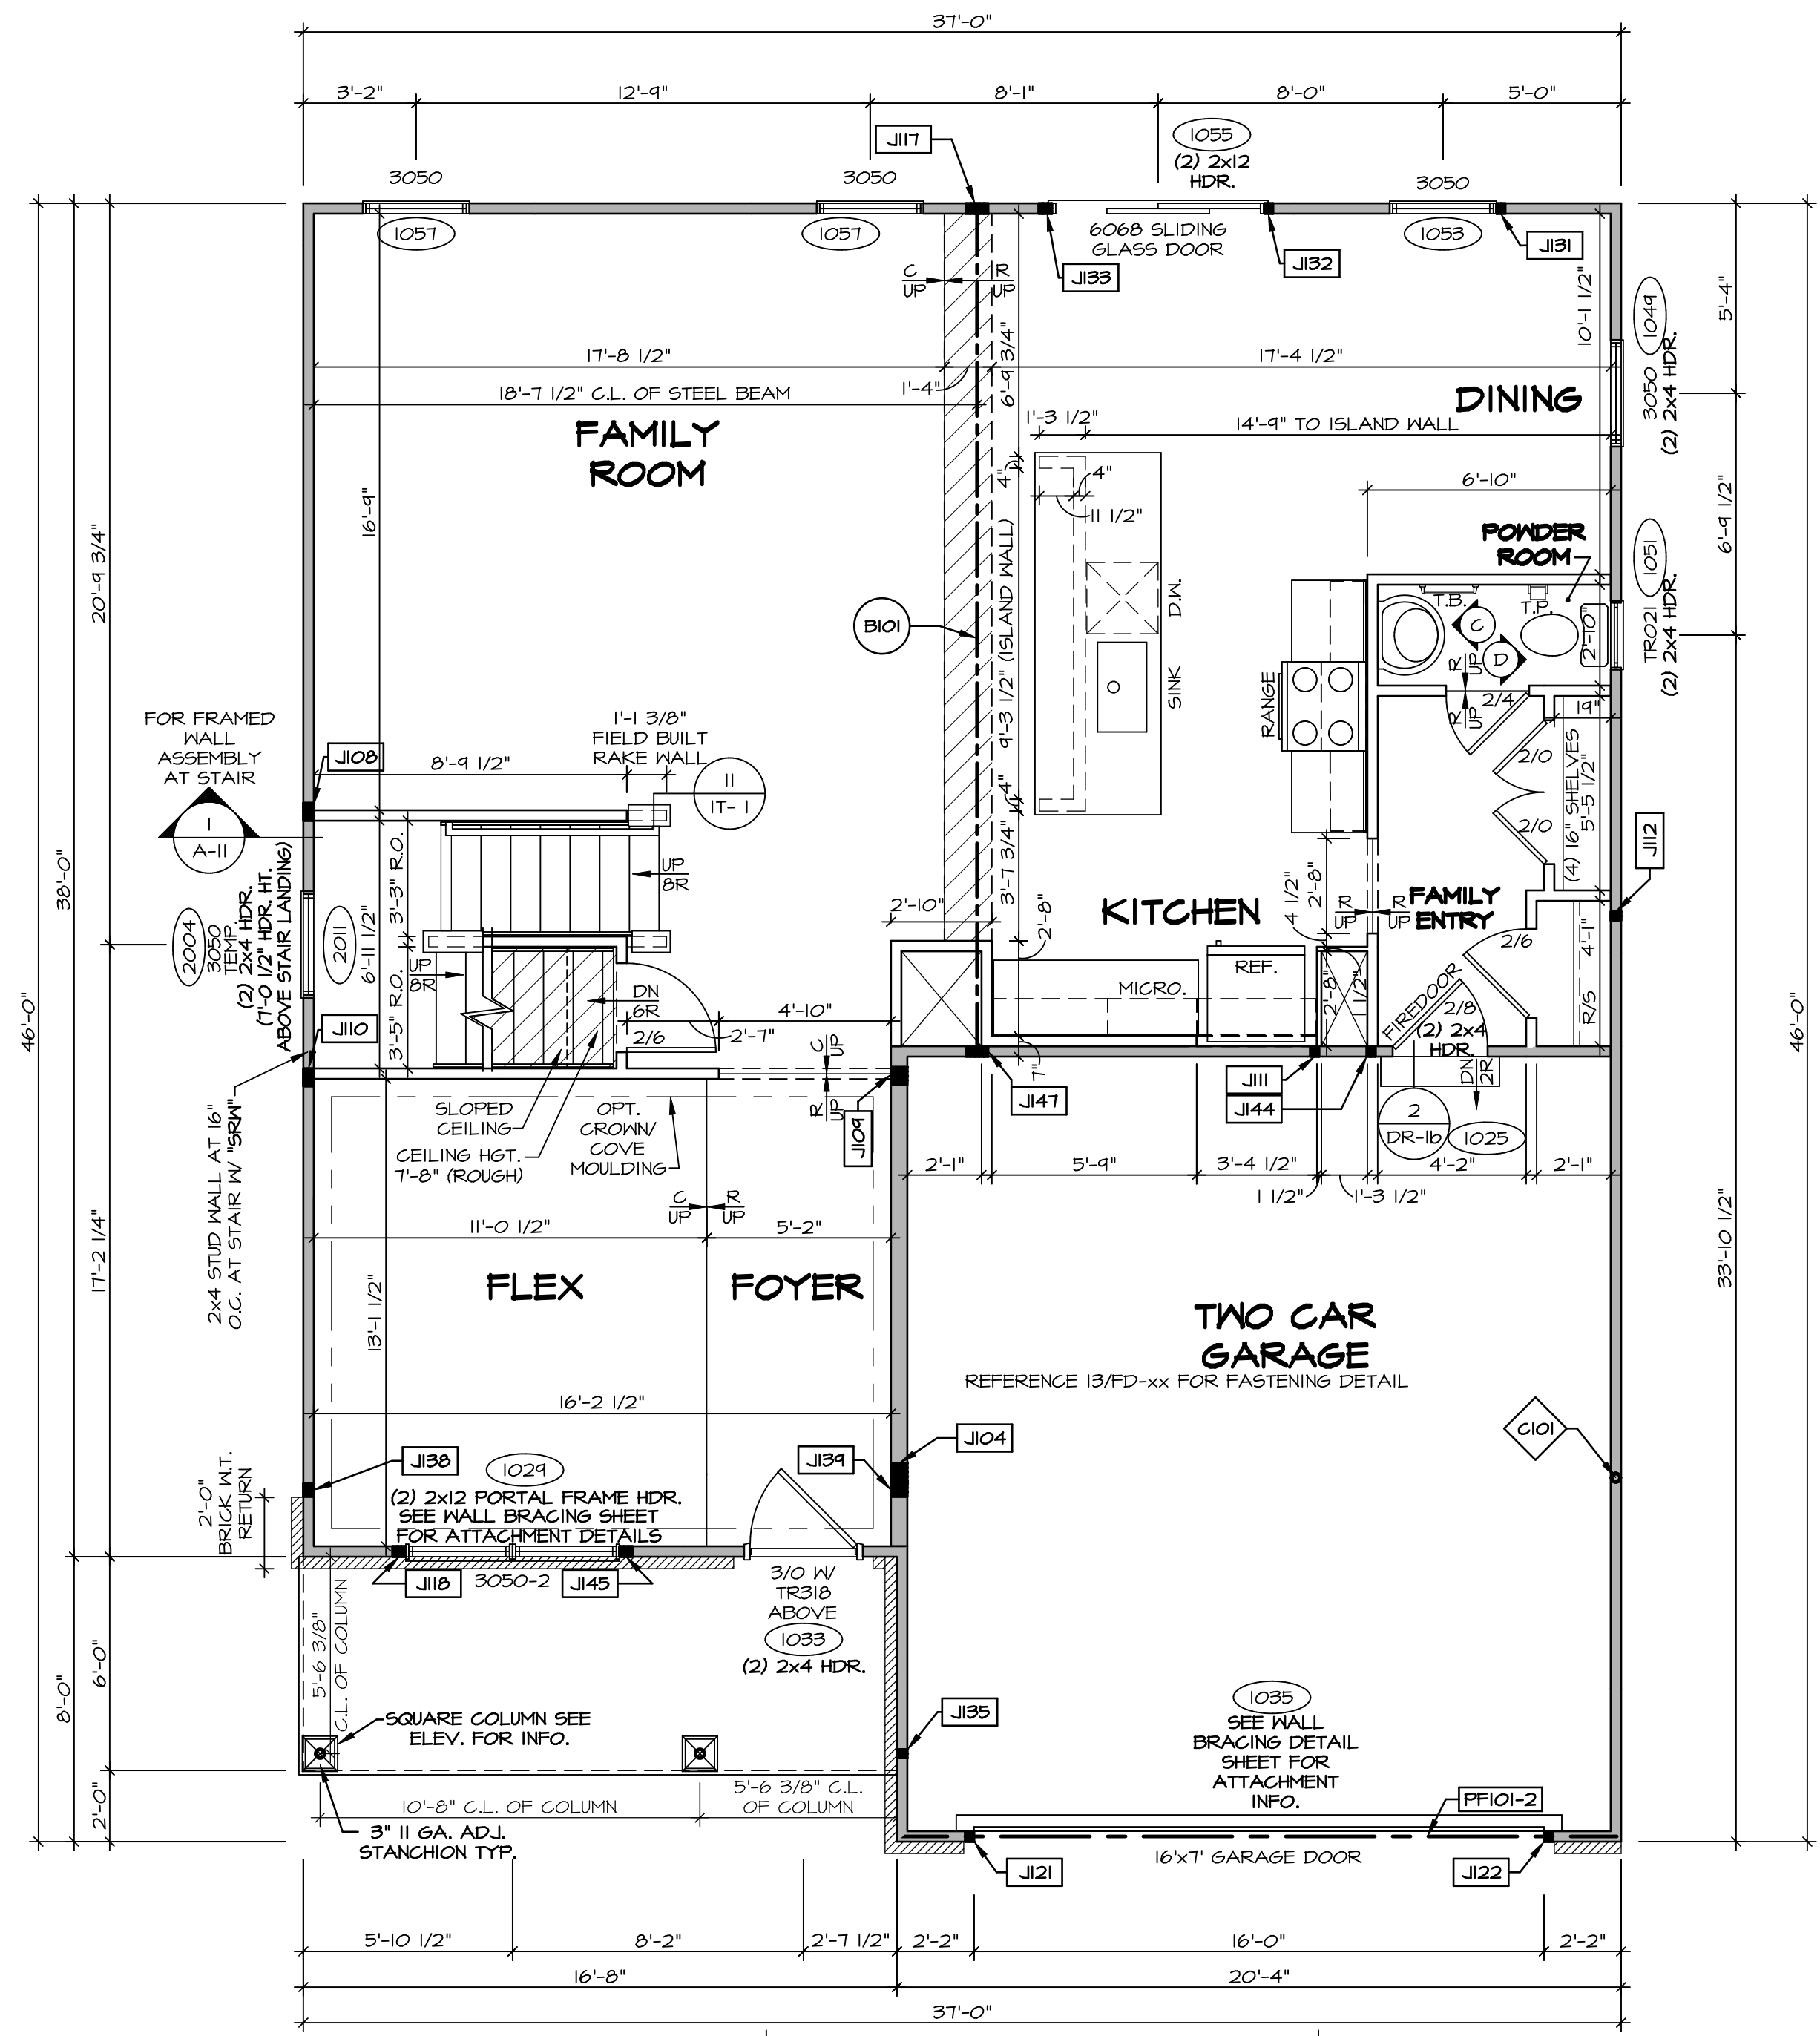 37'-0"
3'-2"
12'-9"
8'-1"
8'-0"
5'-0"
J117
1055
(2) 2x12
HDR.
3050
3050
3050
1057
1057
6068 SLIDING
GLASS DOOR
1053
J131
J133
J132
C
UP
R
UP
10'-1 1/2"
1049
3050
(2) 2x4 HDR.
5'-4"
17'-8 1/2"
6'-9 3/4"
17'-4 1/2"
18'-7 1/2" C.L. OF STEEL BEAM
1'-4"
DINING
1'-3 1/2"
14'-9" TO ISLAND WALL
FAMILY
ROOM
16'-9"
4"
4"
11 1/2"
6'-10"
6'-9 1/2"
20'-9 3/4"
POWDER
ROOM
1051
TR021
(2) 2x4 HDR.
T.B.
T.P.
C
D
2'-10"
R
UP
R
UP
B101
9'-3 1/2" (ISLAND WALL)
D.W.
SINK
RANGE
2/4
19"
FOR FRAMED
WALL
ASSEMBLY
AT STAIR
1
A-11
J108
8'-9 1/2"
1'-1 3/8"
FIELD BUILT
RAKE WALL
11
IT- 1
2/0
2/0
(4) 16" SHELVES
5'-5 1/2"
J112
4"
3'-7 3/4"
38'-0"
46'-0"
46'-0"
3'-3" R.O.
UP
8R
2'-10"
2'-8"
KITCHEN
4 1/2"
2'-8"
R
UP
R
UP
FAMILY
ENTRY
2004
3050
TEMP.
(2) 2x4 HDR.
(7'-0 1/2" HDR. HT.
ABOVE STAIR LANDING)
2011
6'-11 1/2"
3'-5" R.O.
UP
8R
DN
6R
2/6
2'-7"
4'-10"
MICRO.
REF.
2'-8"
1/2"
2/6
FIREDOOR
2/8
(2) 2x4
HDR.
4'-1"
R/S
J110
C
UP
R
UP
7"
J147
J111
J144
DN
2R
2
DR-1b
1025
J109
2x4 STUD WALL AT 16"
O.C. AT STAIR W/ "SRW"
SLOPED
CEILING
CEILING HGT.
7'-8" (ROUGH)
OPT.
CROWN/
COVE
MOULDING
2'-1"
5'-9"
3'-4 1/2"
1 1/2"
1'-3 1/2"
4'-2"
2'-1"
C
UP
R
UP
11'-0 1/2"
5'-2"
17'-2 1/4"
33'-10 1/2"
FLEX
FOYER
13'-1 1/2"
TWO CAR
GARAGE
REFERENCE 13/FD-xx FOR FASTENING DETAIL
16'-2 1/2"
C101
J104
J138
J139
1029
(2) 2x12 PORTAL FRAME HDR.
SEE WALL BRACING SHEET
FOR ATTACHMENT DETAILS
2'-0"
BRICK W.T.
RETURN
J118
3050-2
J145
3/0 W/
TR318
ABOVE
1033
(2) 2x4 HDR.
5'-6 3/8"
C.L. OF COLUMN
6'-0"
8'-0"
2'-0"
SQUARE COLUMN SEE
ELEV. FOR INFO.
J135
1035
SEE WALL
BRACING DETAIL
SHEET FOR
ATTACHMENT
INFO.
PF101-2
10'-8" C.L. OF COLUMN
5'-6 3/8" C.L.
OF COLUMN
3" 11 GA. ADJ.
STANCHION TYP.
16'x7' GARAGE DOOR
J121
J122
5'-10 1/2"
8'-2"
2'-7 1/2"
2'-2"
16'-0"
2'-2"
16'-8"
20'-4"
37'-0"